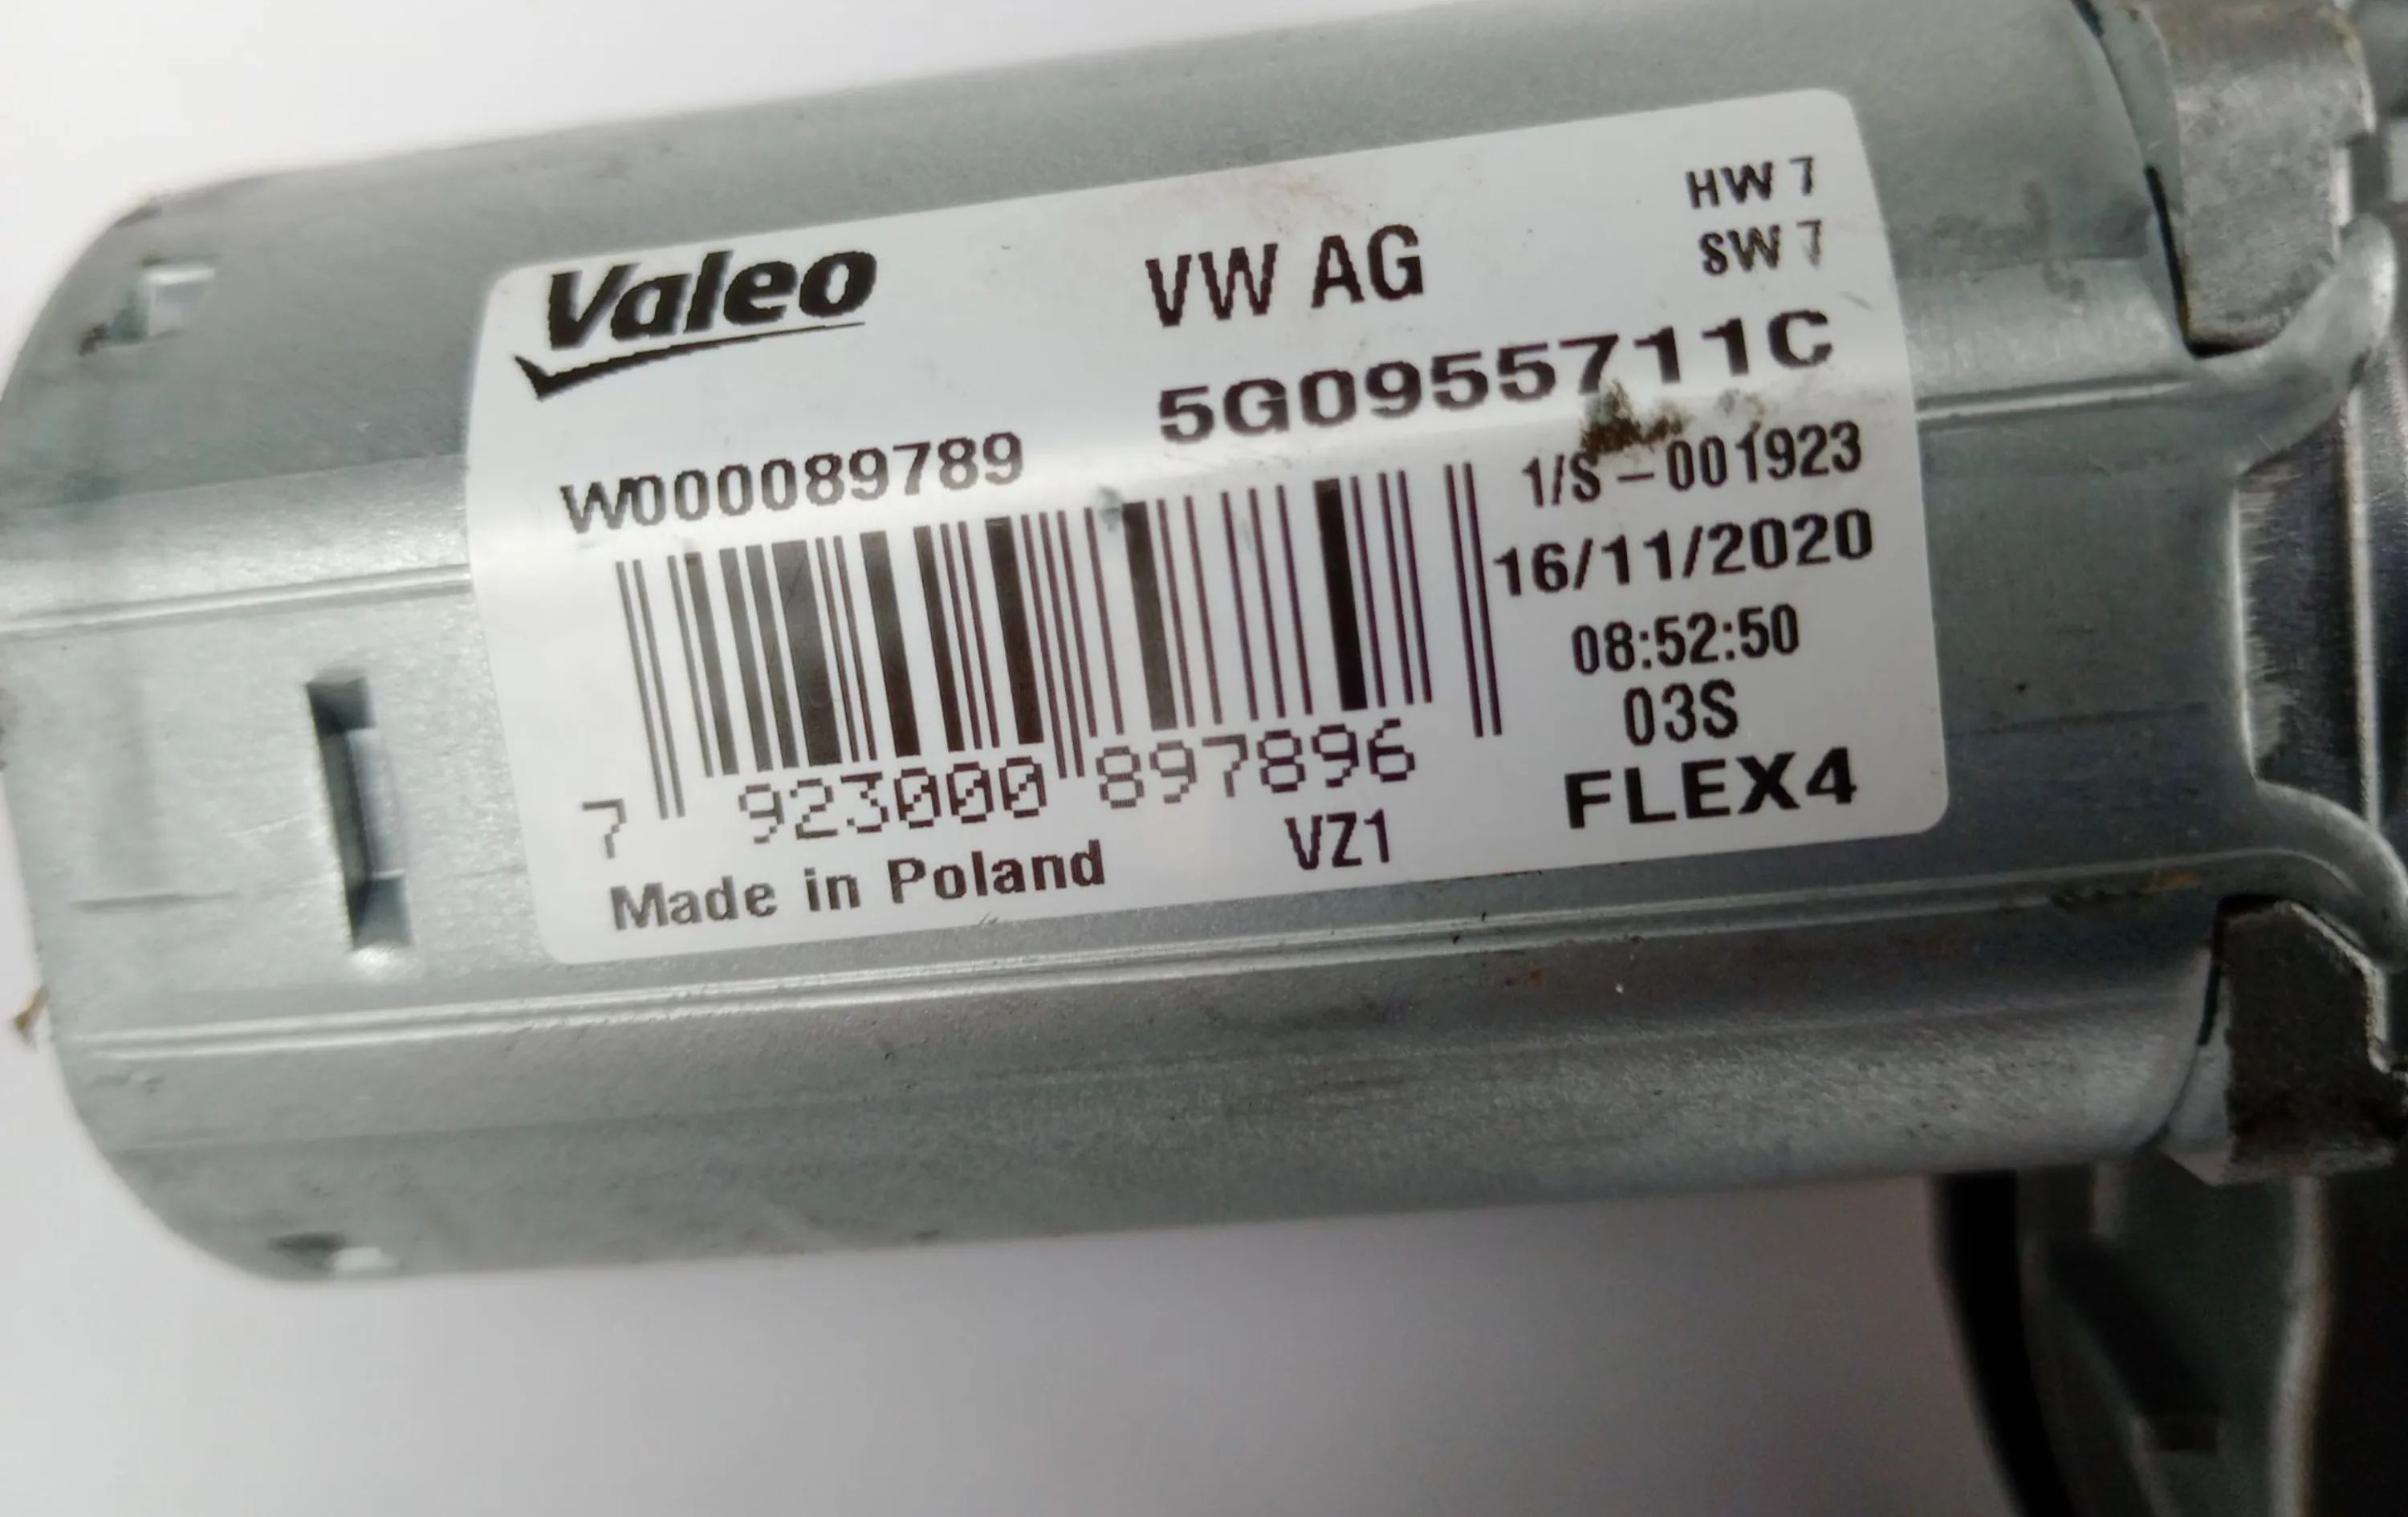 Valeo
VW AG
HW 7
SW 7
5G0955711C
W000089789
1/S-001923
16/11/2020
08:52:50
03S
FLEX4
7 923000 897896
Made in Poland
VZ1